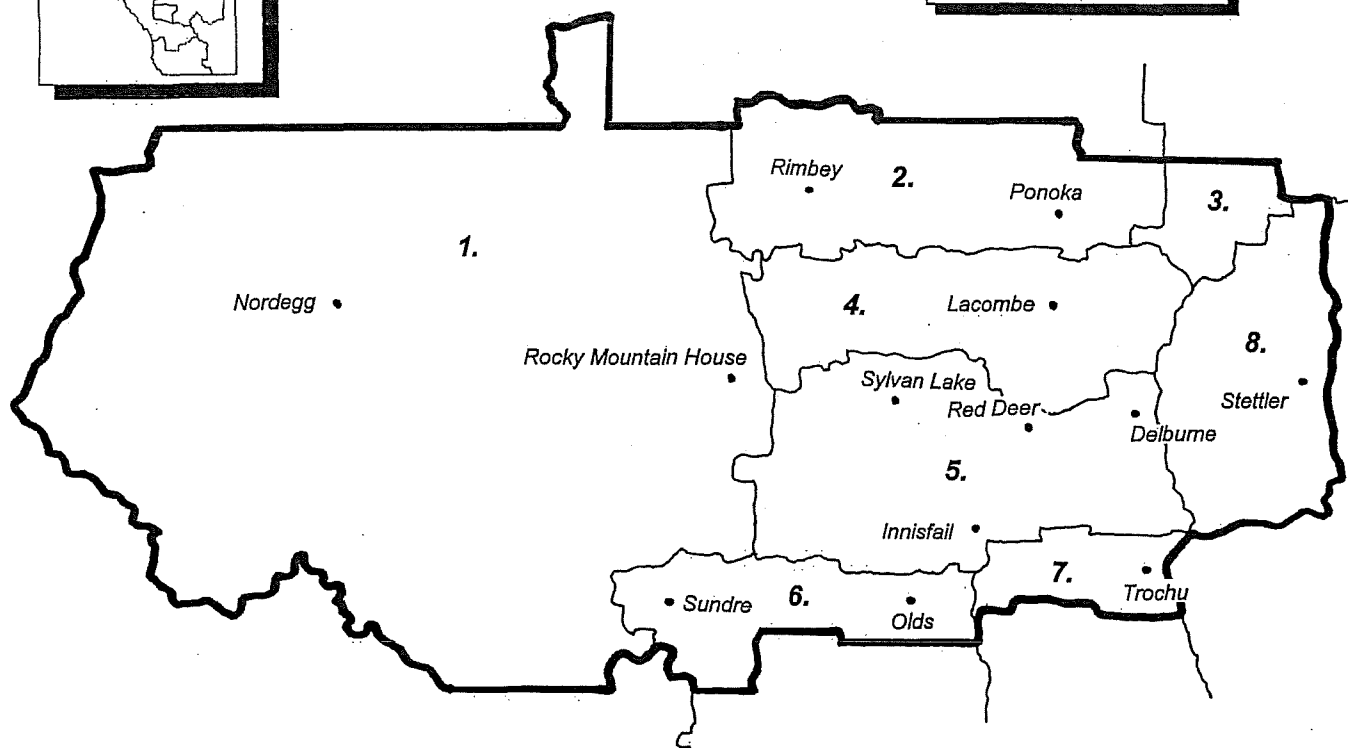 Rimbey
2.
Ponoka
3.
1.
Nordegg
4.
Lacombe
8.
Rocky Mountain House
Sylvan Lake
Stettler
Red Deer
Delburne
5.
Innisfail
7.
Trochu
Sundre
6.
Olds